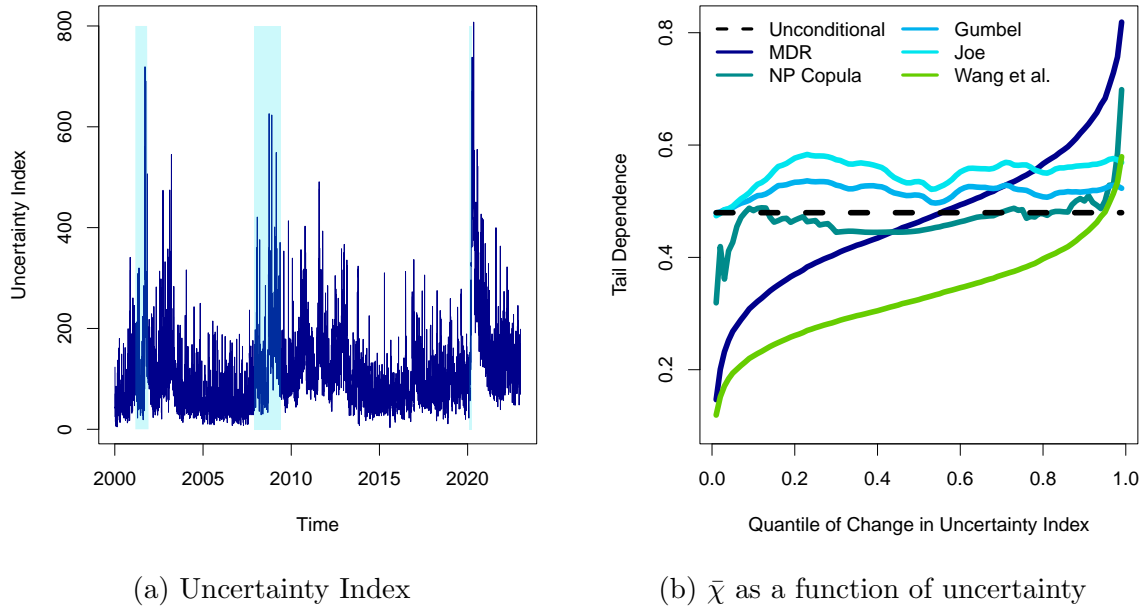 Uncertainty Index
0
200
400
600
800
2000
2005
2010
2015
2020
Time
(a) Uncertainty Index
Tail Dependence
0.2
0.4
0.6
0.8
Unconditional
MDR
NP Copula
Gumbel
Joe
Wang et al.
0.0
0.2
0.4
0.6
0.8
1.0
Quantile of Change in Uncertainty Index
(b) χ̄ as a function of uncertainty